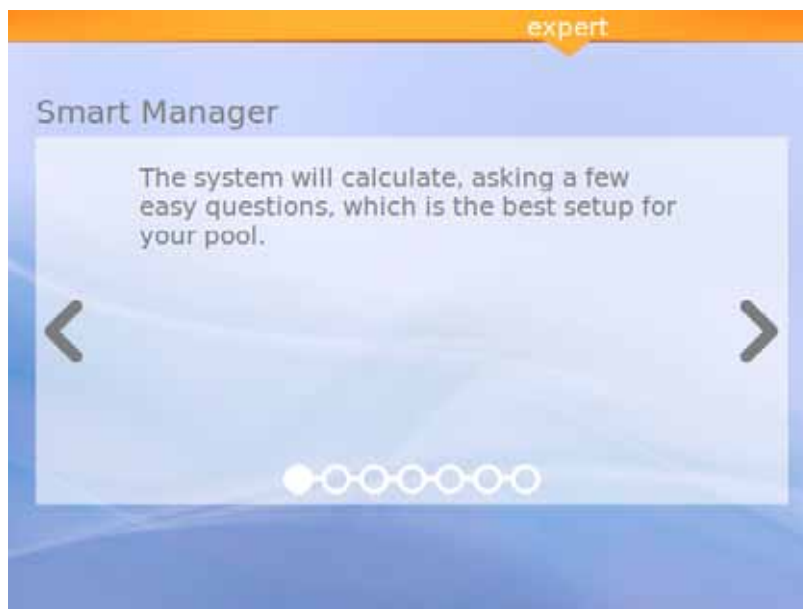 expert
Smart Manager
The system will calculate, asking a few
easy questions, which is the best setup for
your pool.